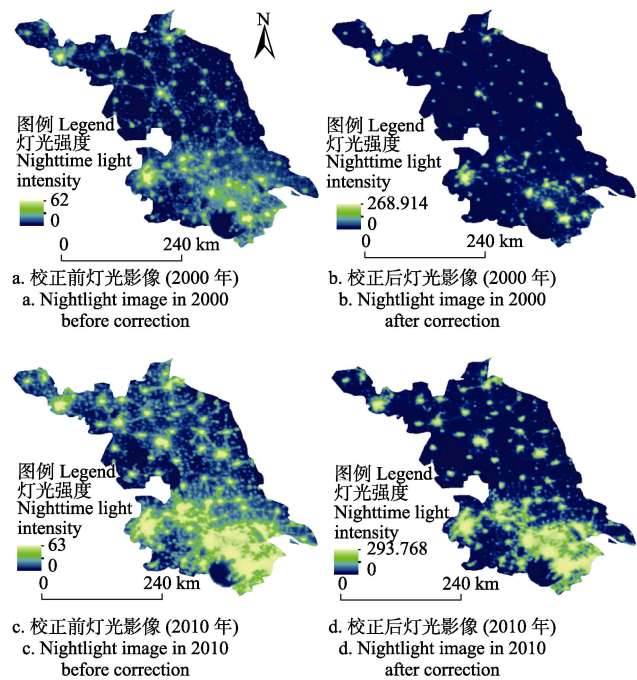 N
图例 Legend
灯光强度
Nighttime light
intensity
62
0
0 240 km
a. 校正前灯光影像 (2000 年)
a. Nightlight image in 2000
before correction
图例 Legend
灯光强度
Nighttime light
intensity
268.914
0
0 240 km
b. 校正后灯光影像 (2000 年)
b. Nightlight image in 2000
after correction
图例 Legend
灯光强度
Nighttime light
intensity
63
0
0 240 km
c. 校正前灯光影像 (2010 年)
c. Nightlight image in 2010
before correction
图例 Legend
灯光强度
Nighttime light
intensity
293.768
0
0 240 km
d. 校正后灯光影像 (2010 年)
d. Nightlight image in 2010
after correction